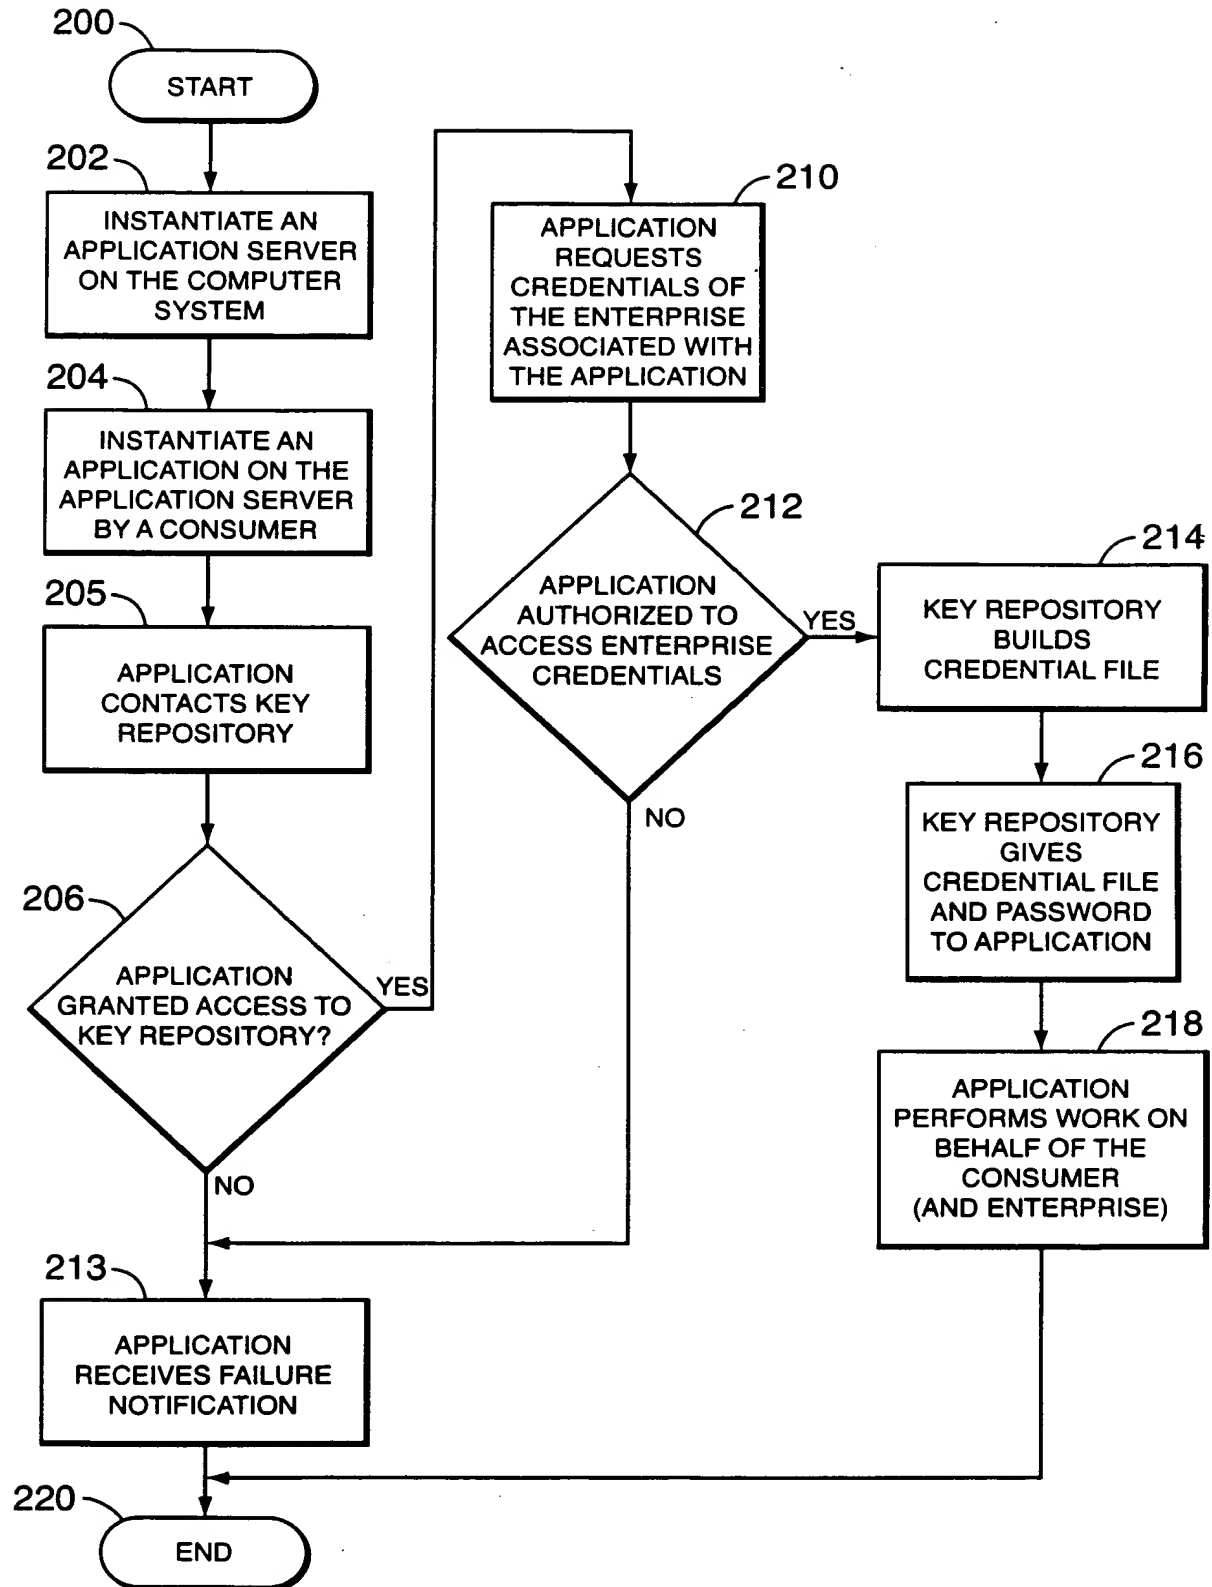 200
START
202
INSTANTIATE AN
APPLICATION SERVER
ON THE COMPUTER
SYSTEM
204
INSTANTIATE AN
APPLICATION ON THE
APPLICATION SERVER
BY A CONSUMER
205
APPLICATION
CONTACTS KEY
REPOSITORY
206
APPLICATION
GRANTED ACCESS TO
KEY REPOSITORY?
YES
NO
210
APPLICATION
REQUESTS
CREDENTIALS OF
THE ENTERPRISE
ASSOCIATED WITH
THE APPLICATION
212
APPLICATION
AUTHORIZED TO
ACCESS ENTERPRISE
CREDENTIALS
YES
NO
214
KEY REPOSITORY
BUILDS
CREDENTIAL FILE
216
KEY REPOSITORY
GIVES
CREDENTIAL FILE
AND PASSWORD
TO APPLICATION
218
APPLICATION
PERFORMS WORK ON
BEHALF OF THE
CONSUMER
(AND ENTERPRISE)
213
APPLICATION
RECEIVES FAILURE
NOTIFICATION
220
END